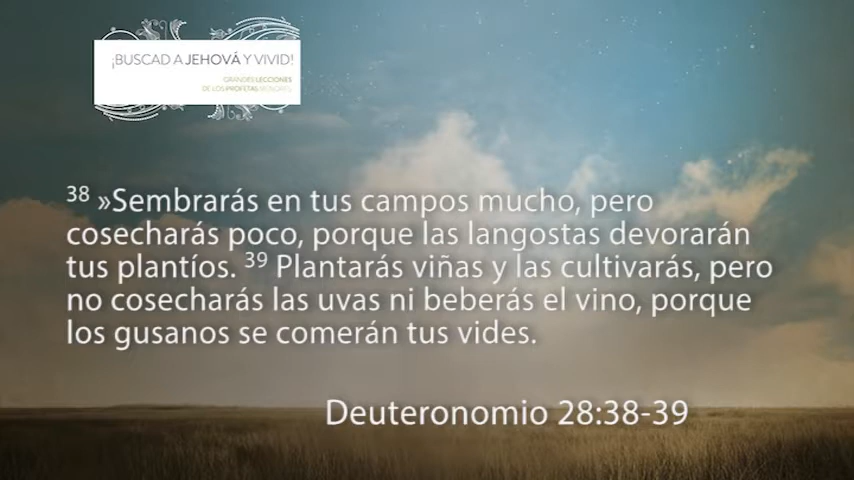 ¡BUSCAD A JEHOVÁ Y VIVID!
GRANDES LECCIONES
DE LOS PROFETAS MENORES
38 »Sembrarás en tus campos mucho, pero
cosecharás poco, porque las langostas devorarán
tus plantíos. 39 Plantarás viñas y las cultivarás, pero
no cosecharás las uvas ni beberás el vino, porque
los gusanos se comerán tus vides.
Deuteronomio 28:38-39